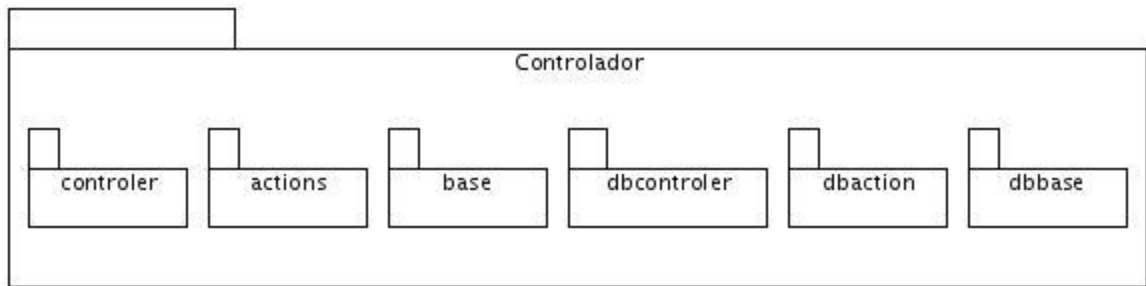 Controlador
controler actions base dbcontroler dbaction dbbase